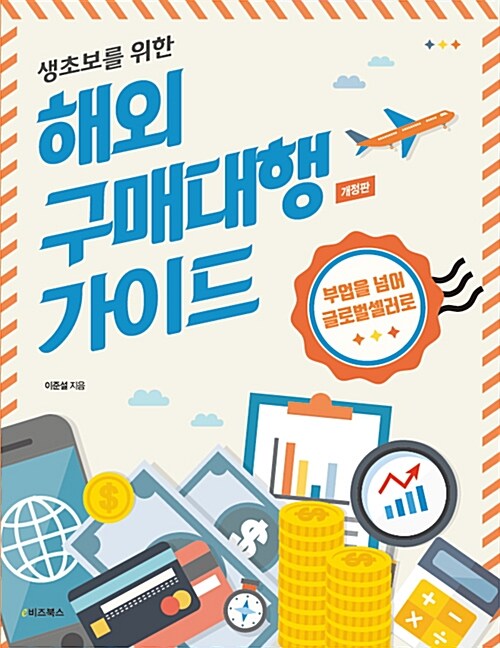 생초보를 위한
해외
구매대행
개정판
가이드
부업을 넘어
글로벌셀러로
이준설 지음
$
$
$
e비즈북스